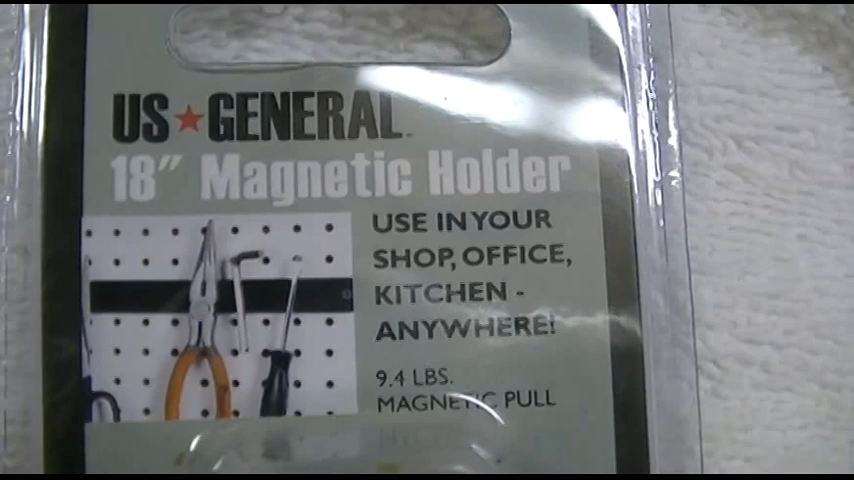 US★GENERAL.
18″ Magnetic Holder
USE IN YOUR
SHOP, OFFICE,
KITCHEN -
ANYWHERE!
9.4 LBS.
MAGNETIC PULL